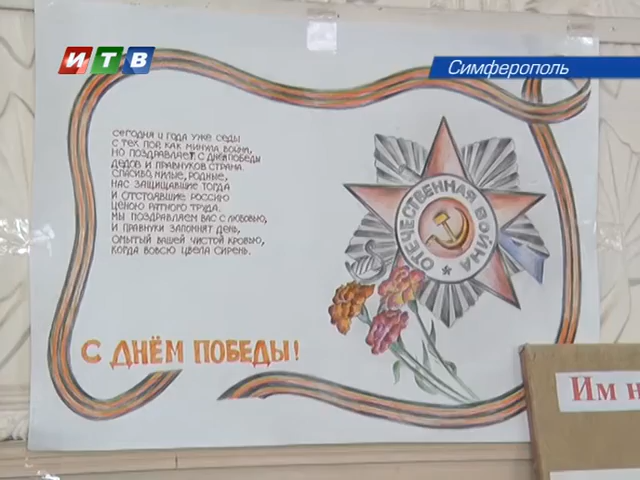 ИТВ
Симферополь
СЕГОДНЯ И ГОДА УЖЕ СЕДЫ
С ТЕХ ПОР, КАК МИНУЛА ВОЙНА,
НО ПОЗДРАВЛЯЕТ С ДНЕМ ПОБЕДЫ
ДЕДОВ И ПРАВНУКОВ СТРАНА.
СПАСИБО, МИЛЫЕ, РОДНЫЕ,
НАС ЗАЩИЩАВШИЕ ТОГДА
И ОТСТОЯВШИЕ РОССИЮ
ЦЕНОЮ РАТНОГО ТРУДА.
МЫ ПОЗДРАВЛЯЕМ ВАС С ЛЮБОВЬЮ,
И ПРАВНУКИ ЗАПОМНЯТ ДЕНЬ,
ОМЫТЫЙ ВАШЕЙ ЧИСТОЙ КРОВЬЮ,
КОГДА ВОВСЮ ЦВЕЛА СИРЕНЬ.
ОТЕЧЕСТВЕННАЯ ВОЙНА
С ДНЁМ ПОБЕДЫ!
Им н